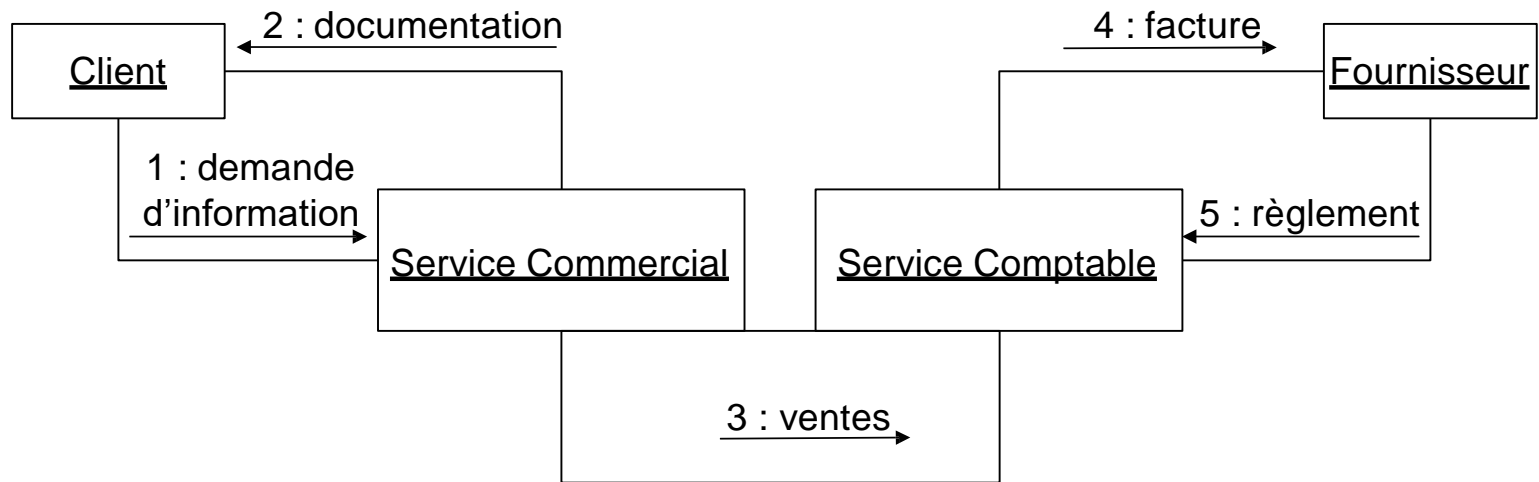 2 : documentation
4 : facture
Client
Fournisseur
1 : demande
d’information
5 : règlement
Service Commercial
Service Comptable
3 : ventes